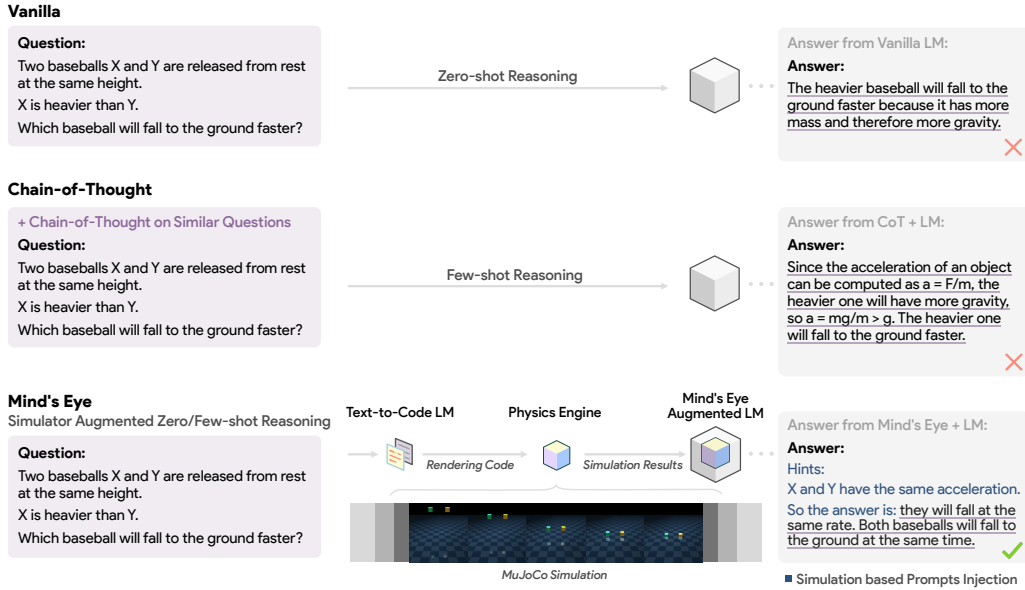 Vanilla
Question:
Two baseballs X and Y are released from rest
at the same height.
X is heavier than Y.
Which baseball will fall to the ground faster?
Zero-shot Reasoning
Answer from Vanilla LM:
Answer:
The heavier baseball will fall to the
ground faster because it has more
mass and therefore more gravity.
Chain-of-Thought
+ Chain-of-Thought on Similar Questions
Question:
Two baseballs X and Y are released from rest
at the same height.
X is heavier than Y.
Which baseball will fall to the ground faster?
Few-shot Reasoning
Answer from CoT + LM:
Answer:
Since the acceleration of an object
can be computed as a = F/m, the
heavier one will have more gravity,
so a = mg/m > g. The heavier one
will fall to the ground faster.
Mind's Eye
Simulator Augmented Zero/Few-shot Reasoning
Question:
Two baseballs X and Y are released from rest
at the same height.
X is heavier than Y.
Which baseball will fall to the ground faster?
Text-to-Code LM
Rendering Code
Physics Engine
Simulation Results
Mind's Eye
Augmented LM
MuJoCo Simulation
Answer from Mind's Eye + LM:
Answer:
Hints:
X and Y have the same acceleration.
So the answer is: they will fall at the
same rate. Both baseballs will fall to
the ground at the same time.
Simulation based Prompts Injection